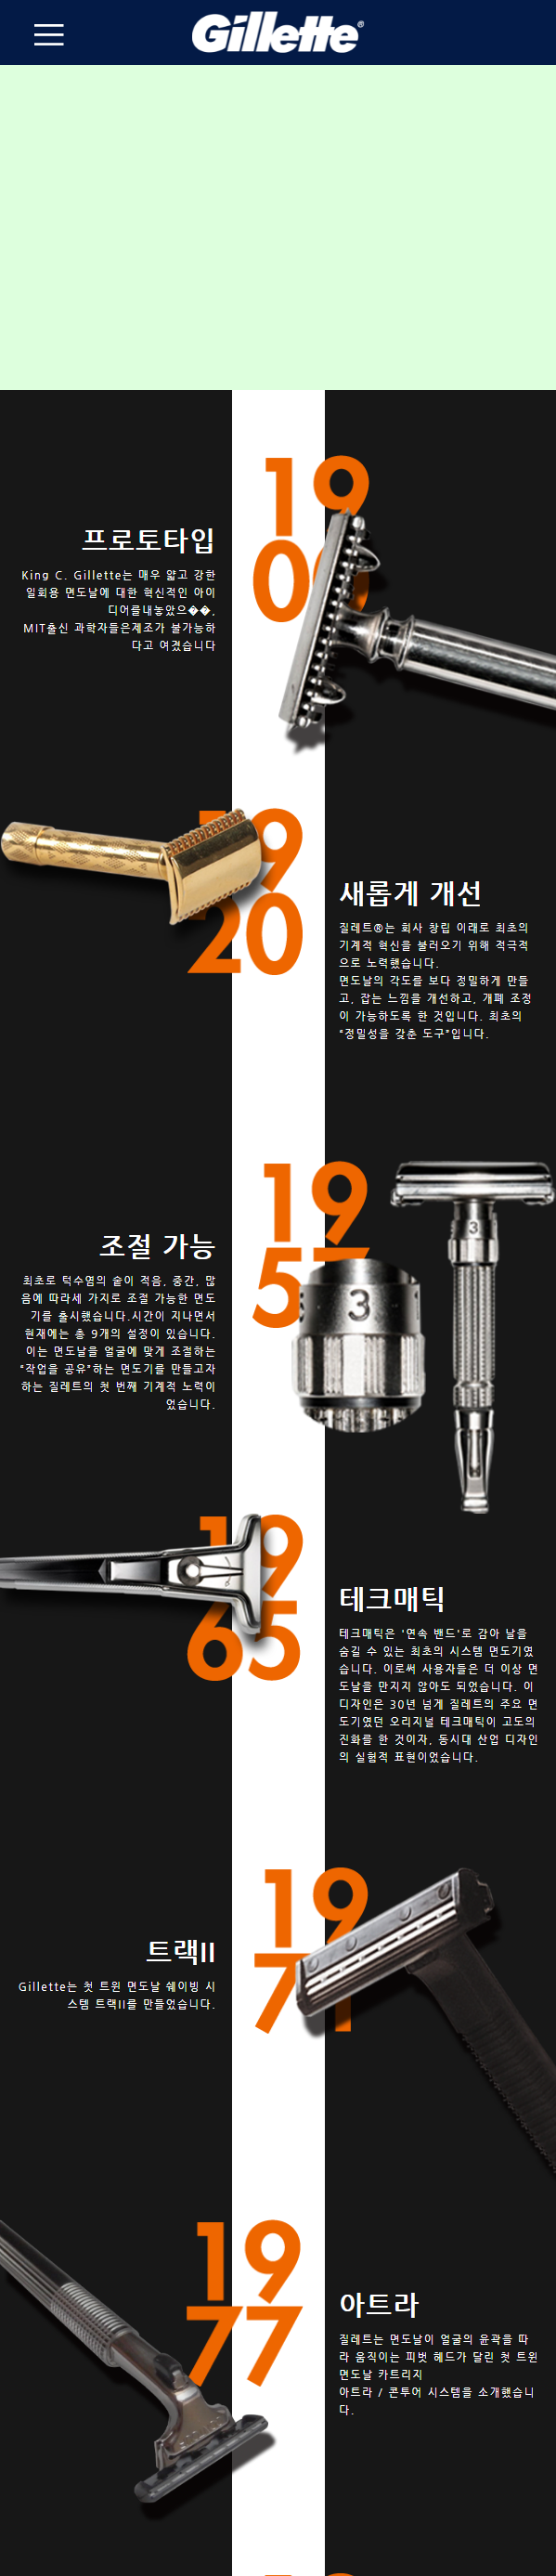 Gillette®
19
00
프로토타입
King C. Gillette는 매우 얇고 강한
일회용 면도날에 대한 혁신적인 아이
디어를내놓았으��,
MIT출신 과학자들은제조가 불가능하
다고 여겼습니다
19
20
새롭게 개선
질레트®는 회사 창립 이래로 최초의
기계적 혁신을 불러오기 위해 적극적
으로 노력했습니다.
면도날의 각도를 보다 정밀하게 만들
고, 잡는 느낌을 개선하고, 개폐 조정
이 가능하도록 한 것입니다. 최초의
"정밀성을 갖춘 도구"입니다.
19
5
3
3
조절 가능
최초로 턱수염의 숱이 적음, 중간, 많
음에 따라세 가지로 조절 가능한 면도
기를 출시했습니다.시간이 지나면서
현재에는 총 9개의 설정이 있습니다.
이는 면도날을 얼굴에 맞게 조절하는
"작업을 공유"하는 면도기를 만들고자
하는 질레트의 첫 번째 기계적 노력이
었습니다.
19
65
테크매틱
테크매틱은 '연속 밴드'로 감아 날을
숨길 수 있는 최초의 시스템 면도기였
습니다. 이로써 사용자들은 더 이상 면
도날을 만지지 않아도 되었습니다. 이
디자인은 30년 넘게 질레트의 주요 면
도기였던 오리지널 테크매틱이 고도의
진화를 한 것이자, 동시대 산업 디자인
의 실험적 표현이었습니다.
19
71
트랙II
Gillette는 첫 트윈 면도날 쉐이빙 시
스템 트랙II를 만들었습니다.
19
77
아트라
질레트는 면도날이 얼굴의 윤곽을 따
라 움직이는 피벗 헤드가 달린 첫 트윈
면도날 카트리지
아트라 / 콘투어 시스템을 소개했습니
다.